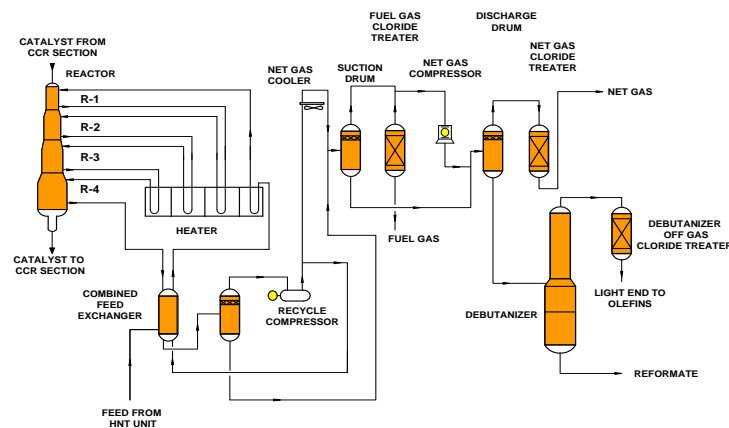 FUEL GAS
CLORIDE
TREATER
DISCHARGE
DRUM
CATALYST FROM
CCR SECTION
REACTOR
NET GAS
COOLER
SUCTION
DRUM
NET GAS
COMPRESSOR
NET GAS
CLORIDE
TREATER
NET GAS
R-1
R-2
R-3
R-4
HEATER
FUEL GAS
DEBUTANIZER
OFF GAS
CLORIDE TREATER
CATALYST TO
CCR SECTION
COMBINED
FEED
EXCHANGER
RECYCLE
COMPRESSOR
LIGHT END TO
OLEFINS
DEBUTANIZER
REFORMATE
FEED FROM
HNT UNIT